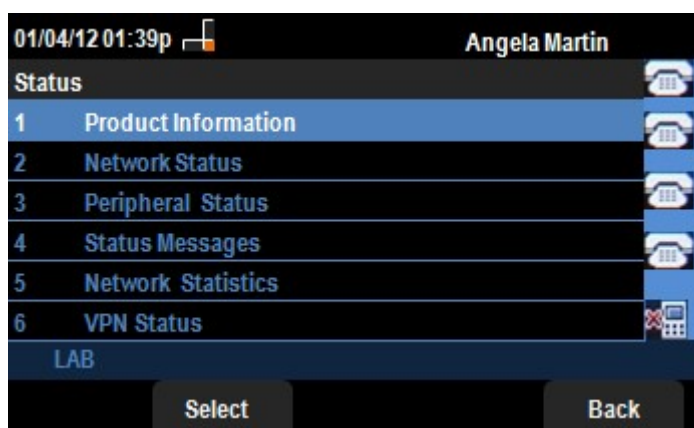 01/04/12 01:39p Angela Martin
Status
1 Product Information
2 Network Status
3 Peripheral Status
4 Status Messages
5 Network Statistics
6 VPN Status
LAB
Select Back